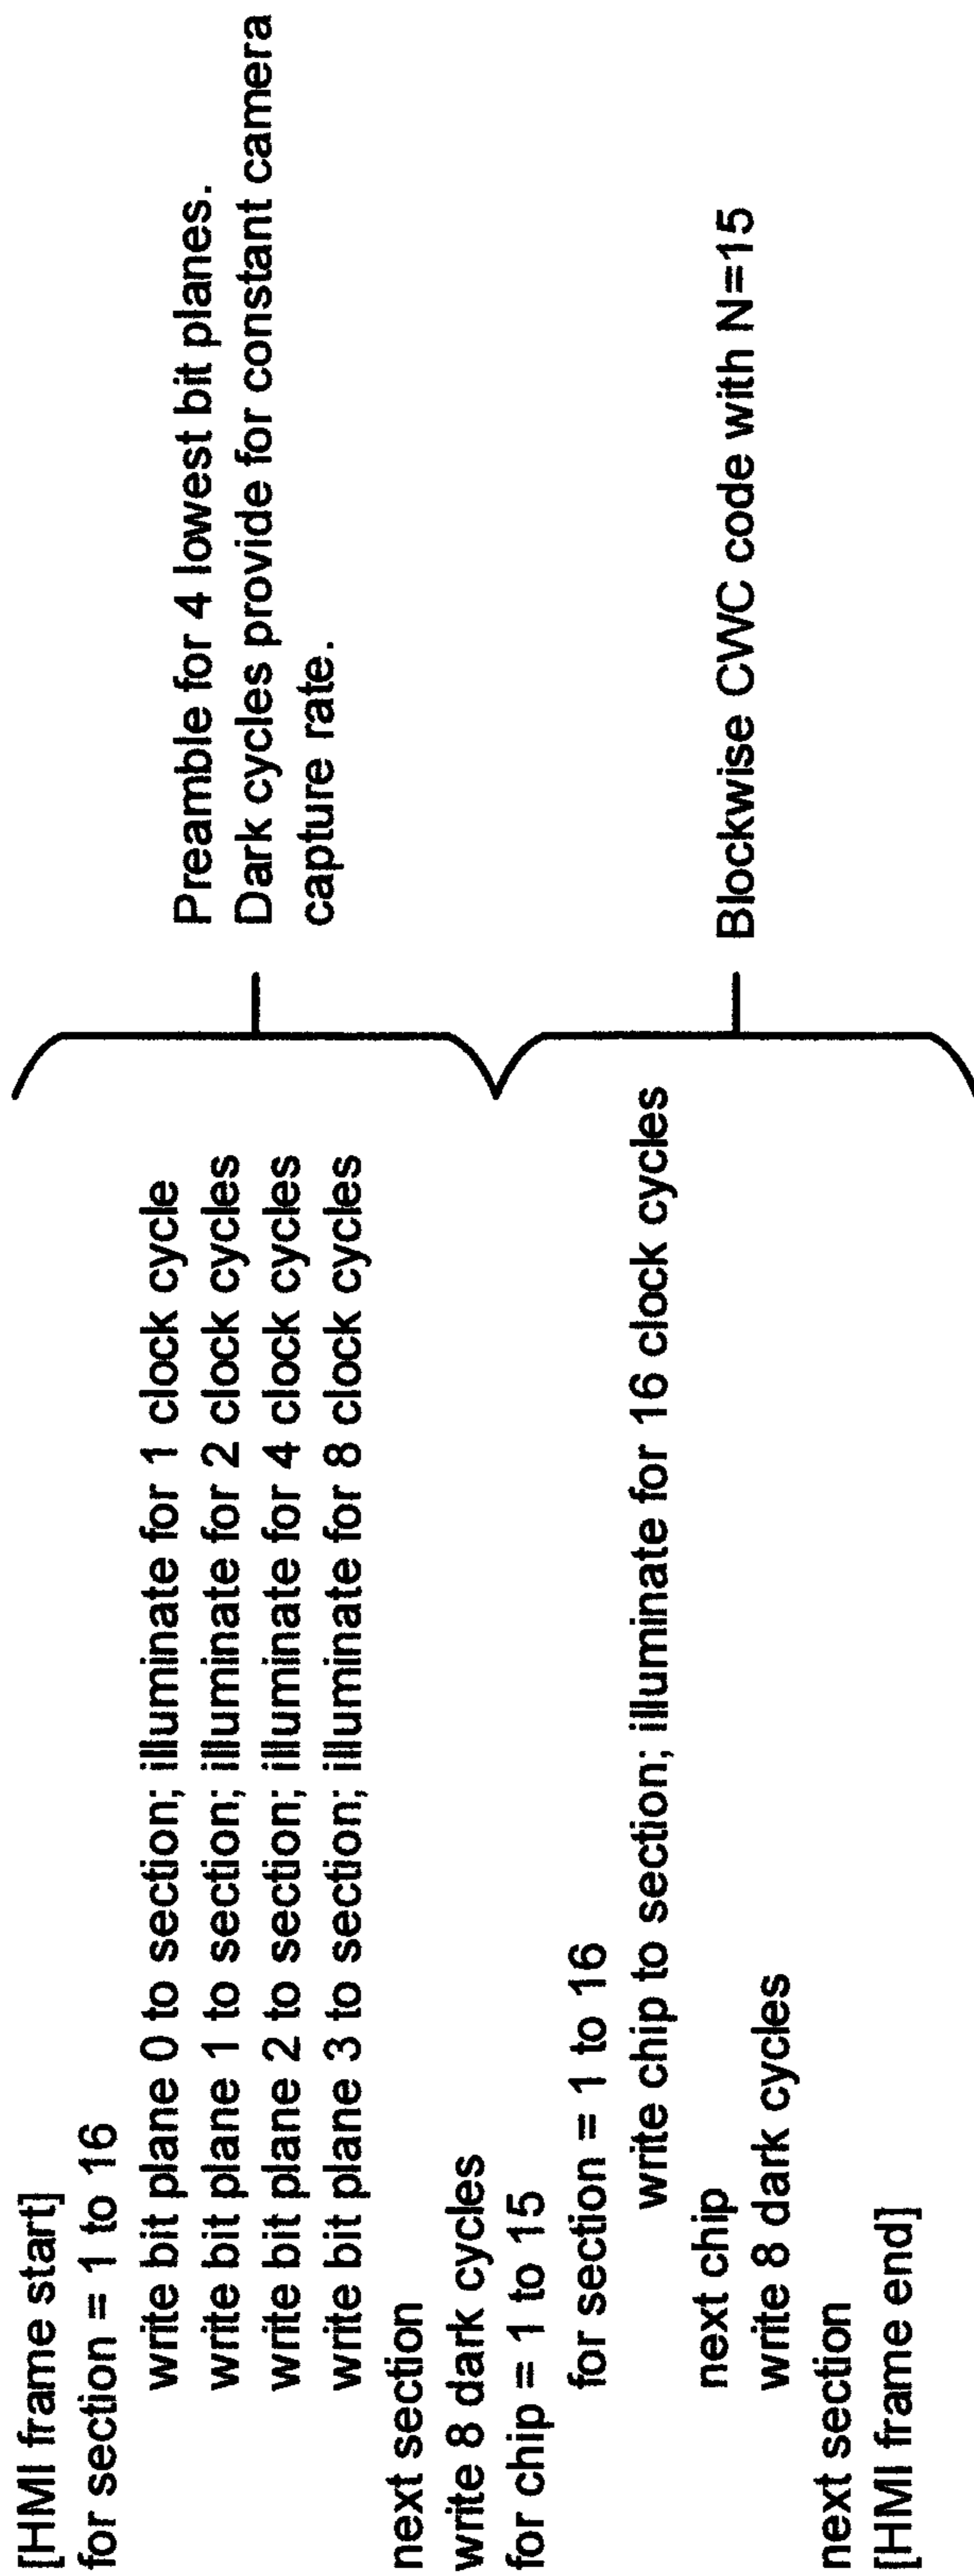 [HMI frame start]
for section = 1 to 16
write bit plane 0 to section; illuminate for 1 clock cycle
write bit plane 1 to section; illuminate for 2 clock cycles
write bit plane 2 to section; illuminate for 4 clock cycles
write bit plane 3 to section; illuminate for 8 clock cycles
next section
write 8 dark cycles
for chip = 1 to 15
for section = 1 to 16
write chip to section; illuminate for 16 clock cycles
next chip
write 8 dark cycles
next section
[HMI frame end]
Preamble for 4 lowest bit planes.
Dark cycles provide for constant camera
capture rate.
Blockwise CWC code with N=15